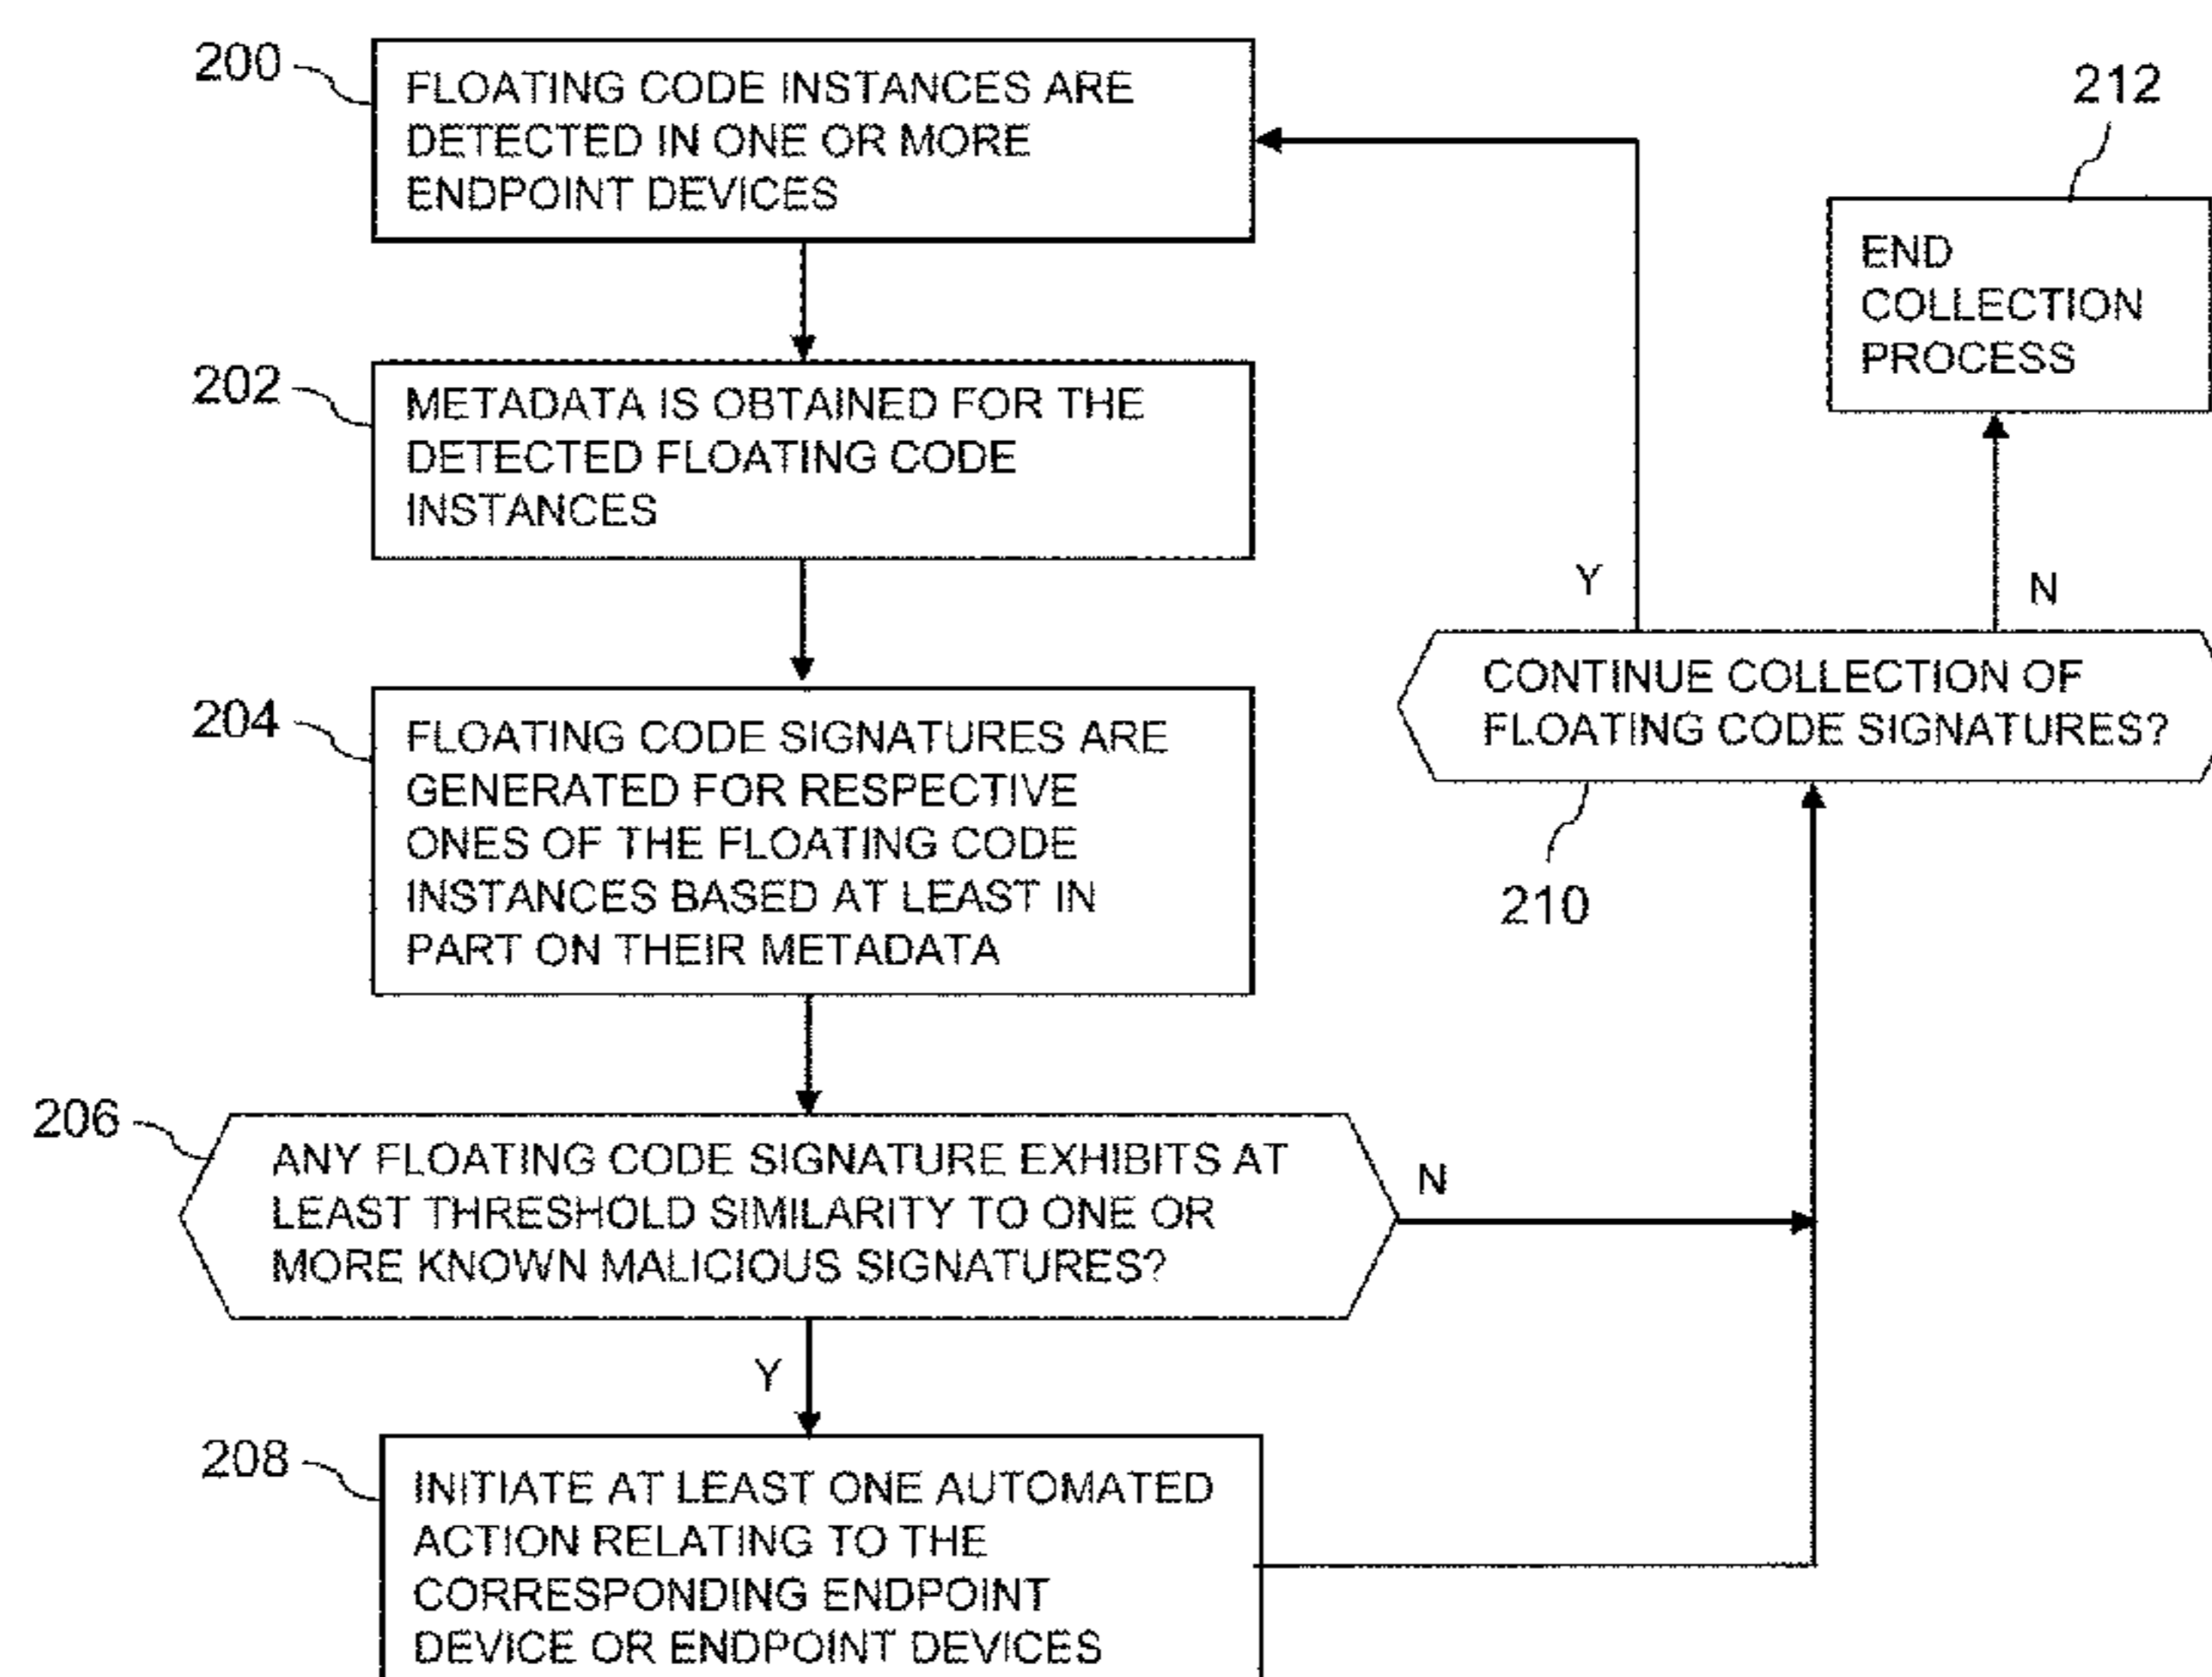 200
FLOATING CODE INSTANCES ARE
DETECTED IN ONE OR MORE
ENDPOINT DEVICES
202
METADATA IS OBTAINED FOR THE
DETECTED FLOATING CODE
INSTANCES
204
FLOATING CODE SIGNATURES ARE
GENERATED FOR RESPECTIVE
ONES OF THE FLOATING CODE
INSTANCES BASED AT LEAST IN
PART ON THEIR METADATA
206
ANY FLOATING CODE SIGNATURE EXHIBITS AT
LEAST THRESHOLD SIMILARITY TO ONE OR
MORE KNOWN MALICIOUS SIGNATURES?
N
Y
208
INITIATE AT LEAST ONE AUTOMATED
ACTION RELATING TO THE
CORRESPONDING ENDPOINT
DEVICE OR ENDPOINT DEVICES
212
END
COLLECTION
PROCESS
Y
N
CONTINUE COLLECTION OF
FLOATING CODE SIGNATURES?
210